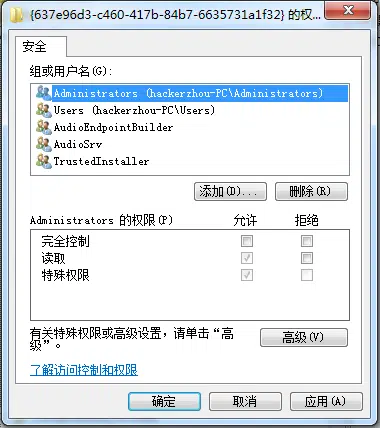 {637e96d3-c460-417b-84b7-6635731a1f32} 的权...
安全
组或用户名(G):
Administrators (hackerzhou-PC\Administrators)
Users (hackerzhou-PC\Users)
AudioEndpointBuilder
AudioSrv
TrustedInstaller
添加(D)... 删除(R)
Administrators 的权限(P) 允许 拒绝
完全控制
读取
特殊权限
有关特殊权限或高级设置，请单击“高
级”。
高级(V)
了解访问控制和权限
确定 取消 应用(A)